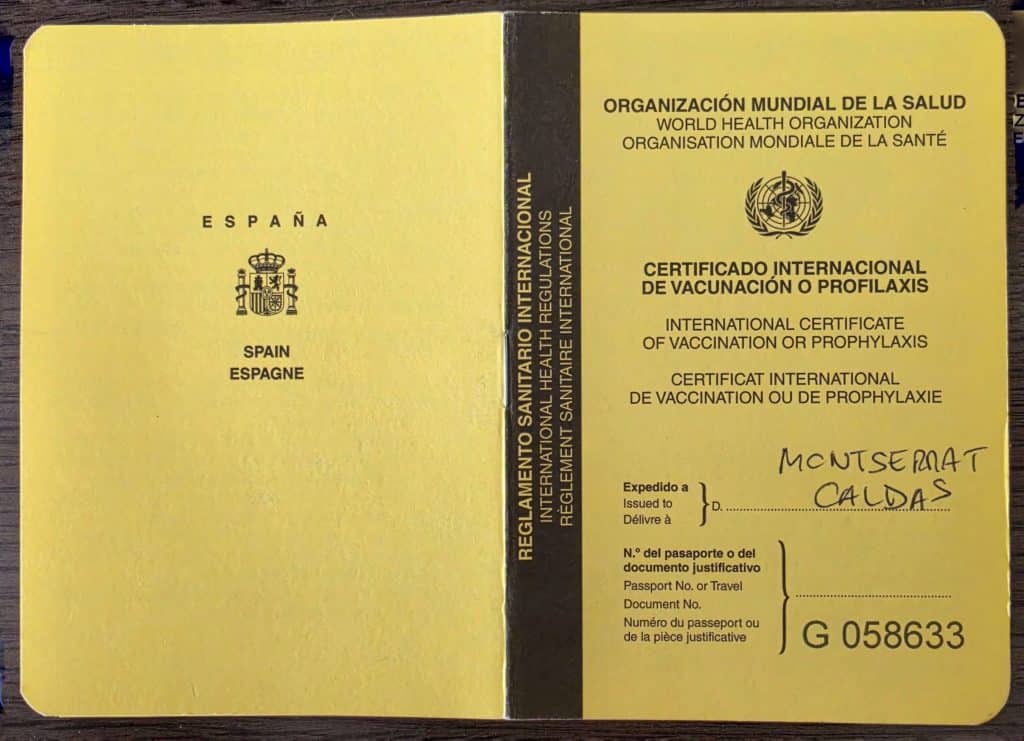 ESPAÑA
SPAIN
ESPAGNE
REGLAMENTO SANITARIO INTERNACIONAL
INTERNATIONAL HEALTH REGULATIONS
RÈGLEMENT SANITAIRE INTERNATIONAL
ORGANIZACIÓN MUNDIAL DE LA SALUD
WORLD HEALTH ORGANIZATION
ORGANISATION MONDIALE DE LA SANTÉ
CERTIFICADO INTERNACIONAL
DE VACUNACIÓN O PROFILAXIS
INTERNATIONAL CERTIFICATE
OF VACCINATION OR PROPHYLAXIS
CERTIFICAT INTERNATIONAL
DE VACCINATION OU DE PROPHYLAXIE
MONTSERRAT
CALDAS
Expedido a
Issued to
Délivre à
D.
N.º del pasaporte o del
documento justificativo
Passport No. or Travel
Document No.
Numéro du passeport ou
de la pièce justificative
G 058633